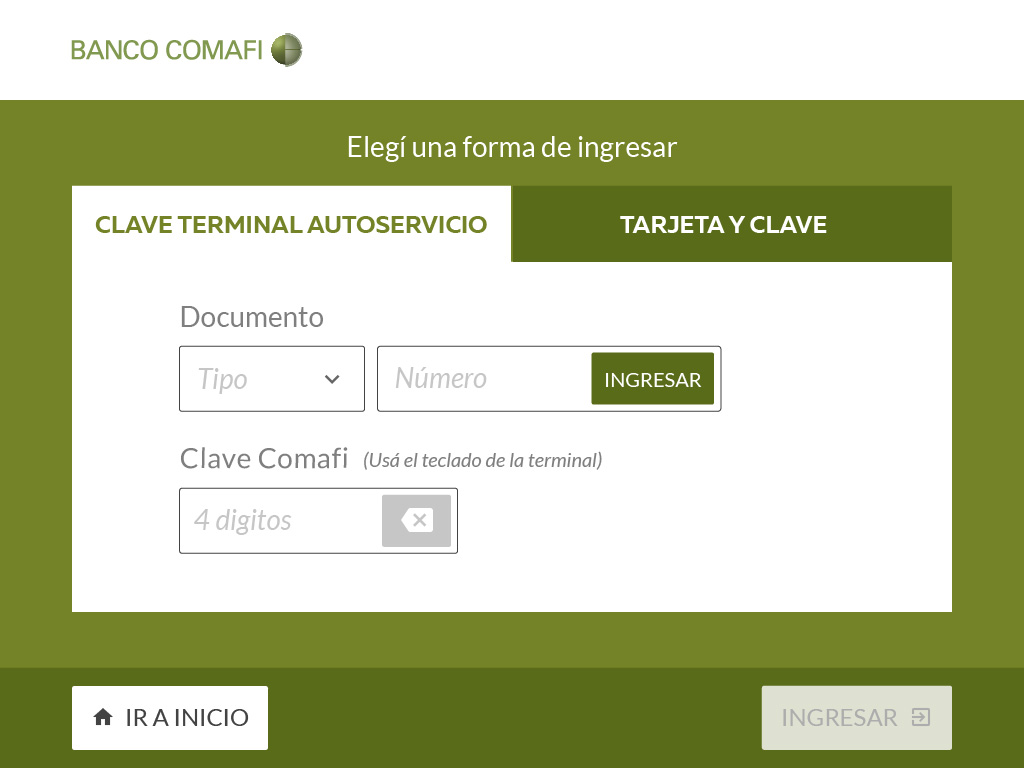 BANCO COMAFI
Elegí una forma de ingresar
CLAVE TERMINAL AUTOSERVICIO
TARJETA Y CLAVE
Documento
Tipo
Número
INGRESAR
Clave Comafi (Usá el teclado de la terminal)
4 digitos
IR A INICIO
INGRESAR